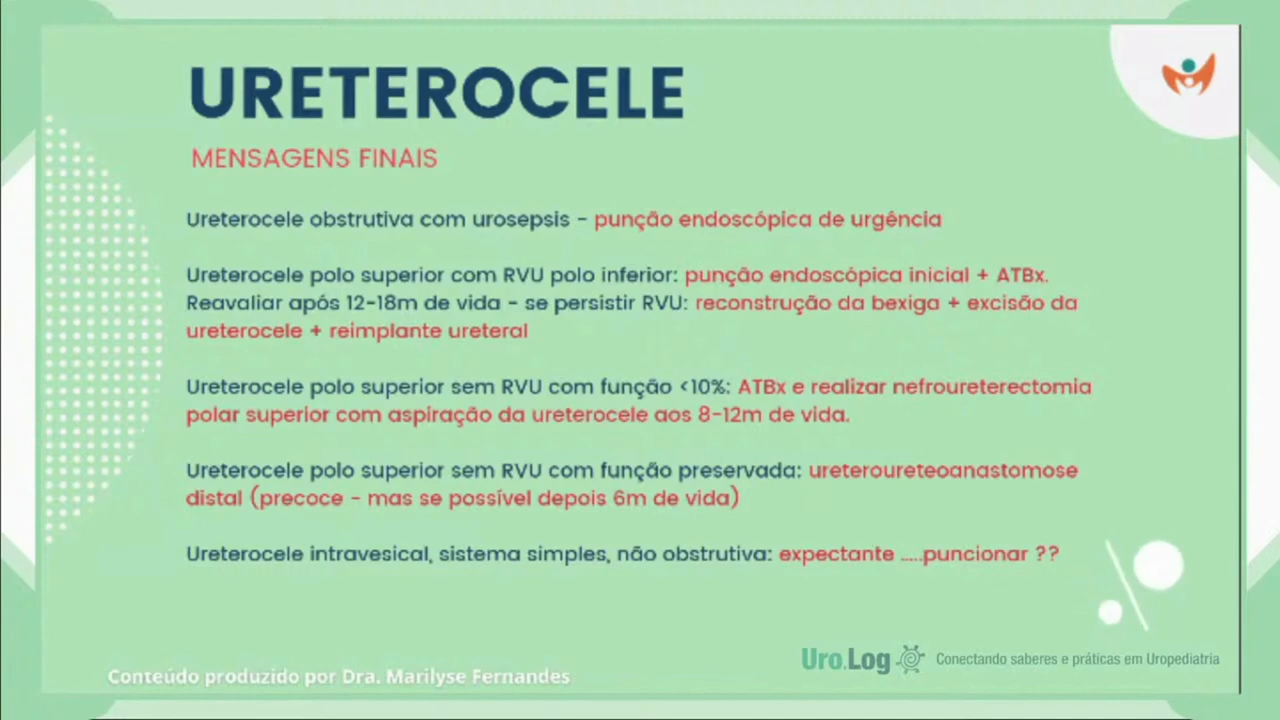 URETEROCELE
MENSAGENS FINAIS
Ureterocele obstrutiva com urosepsis - punção endoscópica de urgência
Ureterocele polo superior com RVU polo inferior: punção endoscópica inicial + ATBx.
Reavaliar após 12-18m de vida - se persistir RVU: reconstrução da bexiga + excisão da
ureterocele + reimplante ureteral
Ureterocele polo superior sem RVU com função <10%: ATBx e realizar nefroureterectomia
polar superior com aspiração da ureterocele aos 8-12m de vida.
Ureterocele polo superior sem RVU com função preservada: ureteroureteoanastomose
distal (precoce - mas se possível depois 6m de vida)
Ureterocele intravesical, sistema simples, não obstrutiva: expectante .....puncionar ??
Uro.Log Conectando saberes e práticas em Uropediatria
Conteúdo produzido por Dra. Marilyse Fernandes